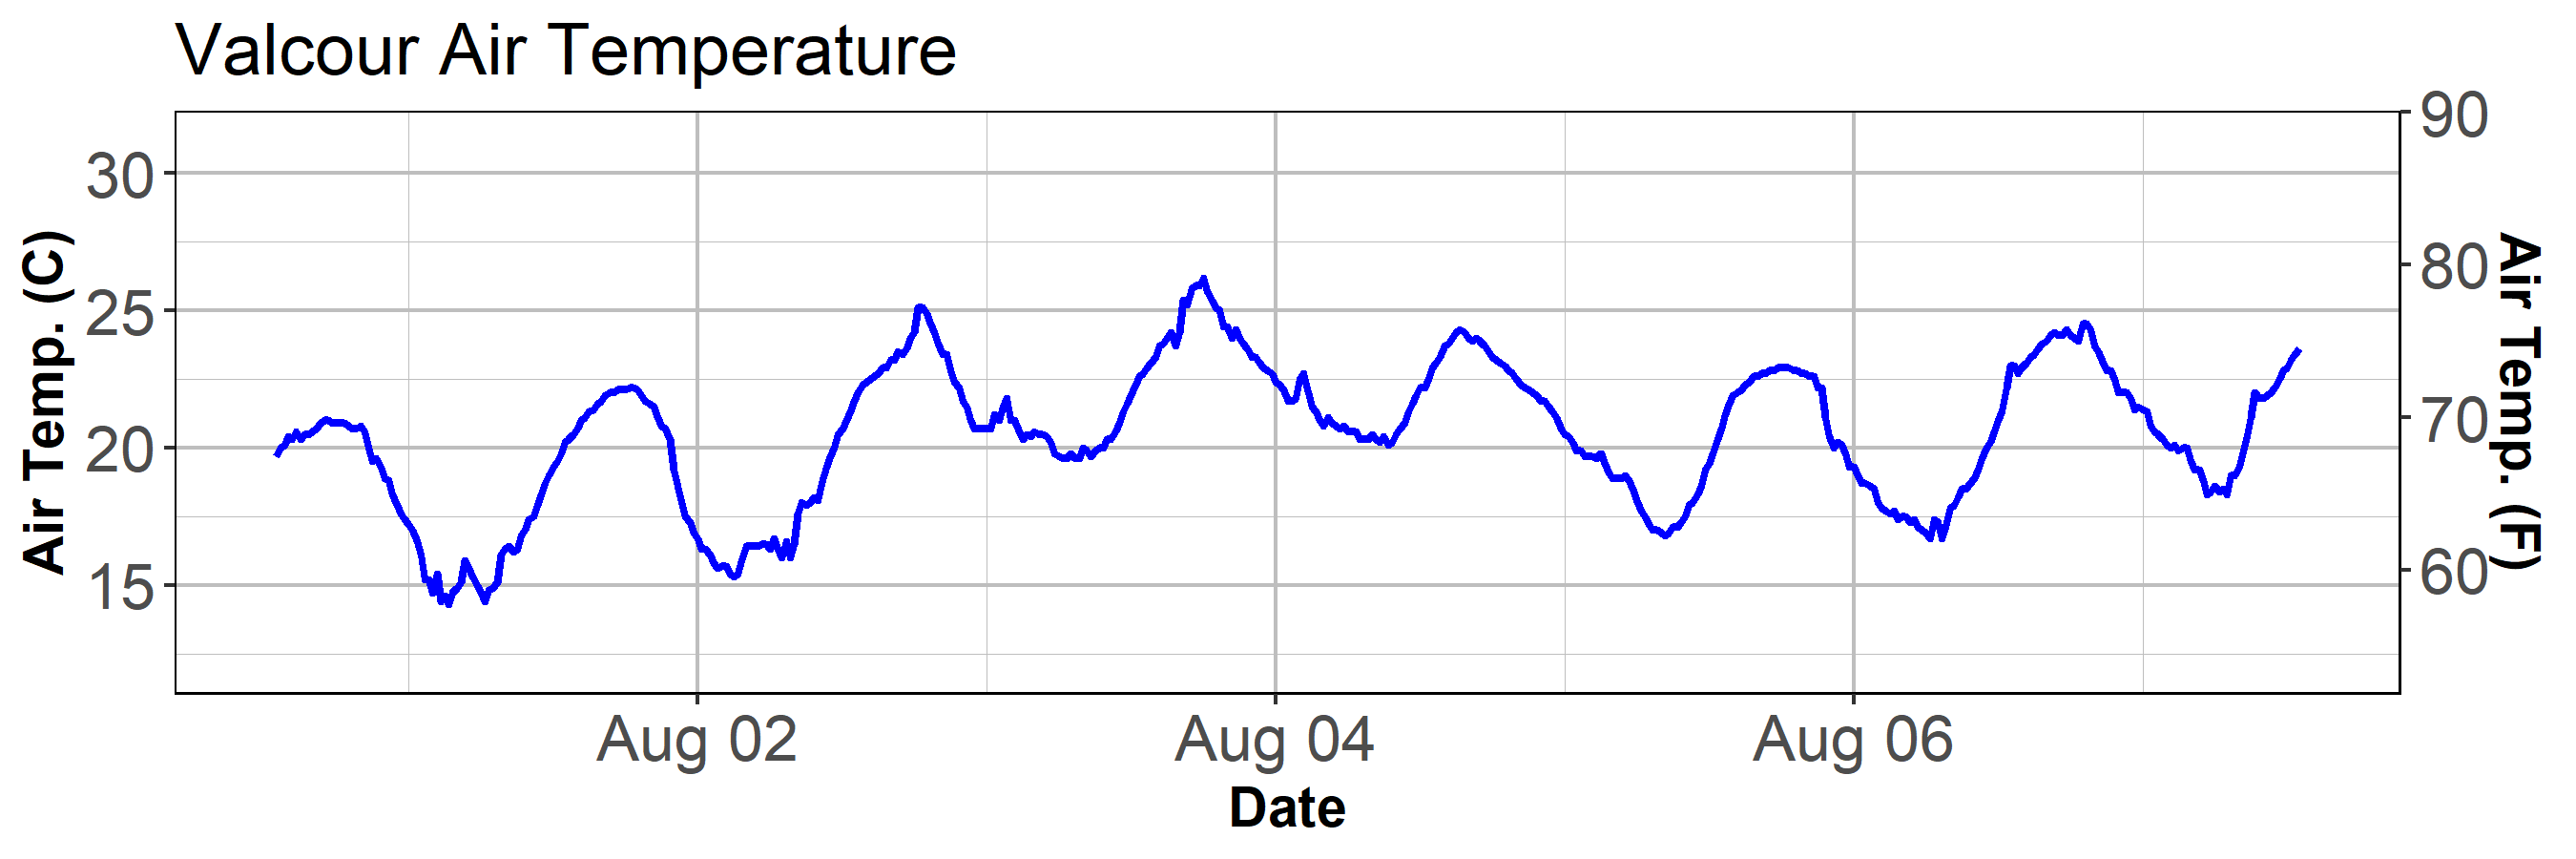 Valcour Air Temperature
Air Temp. (C)
30
25
20
15
90
80
70
60
Air Temp. (F)
Aug 02
Aug 04
Aug 06
Date